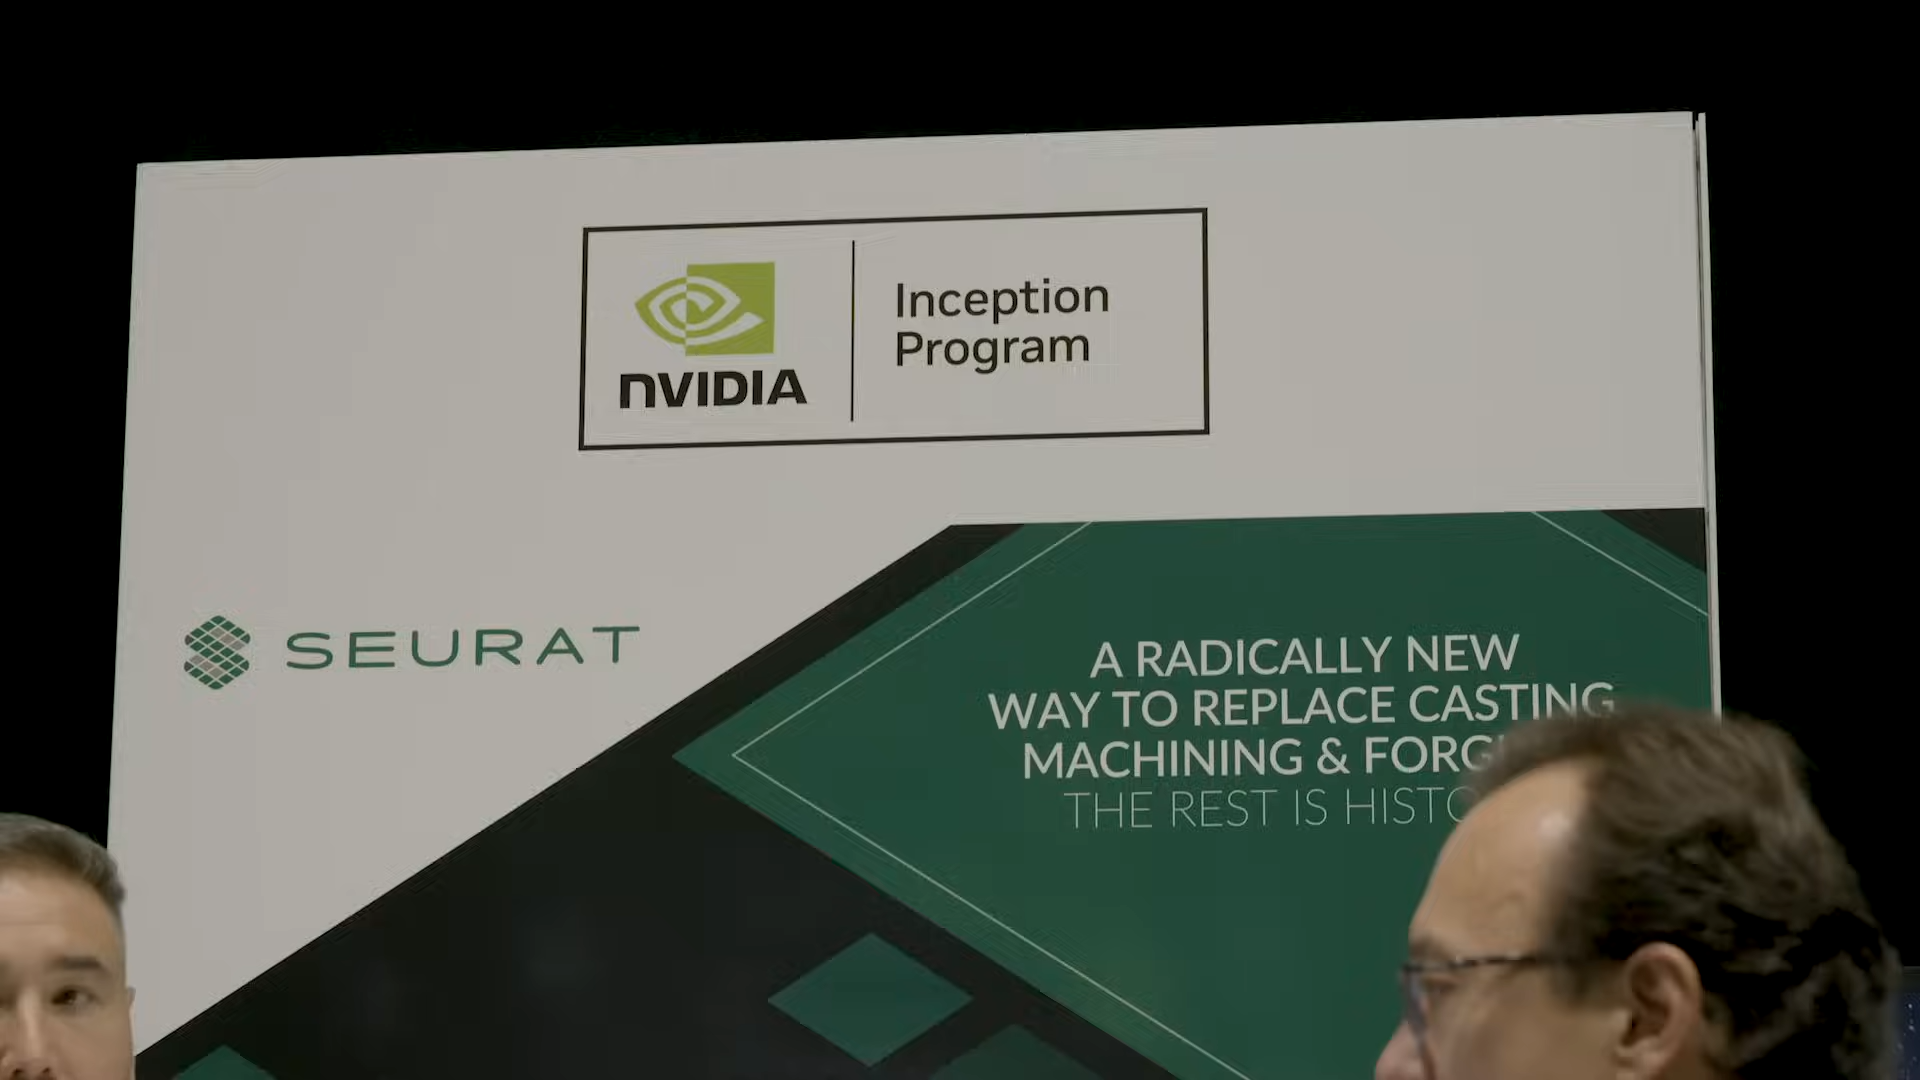 NVIDIA
Inception
Program
SEURAT
A RADICALLY NEW
WAY TO REPLACE CASTING
MACHINING &
THE REST IS